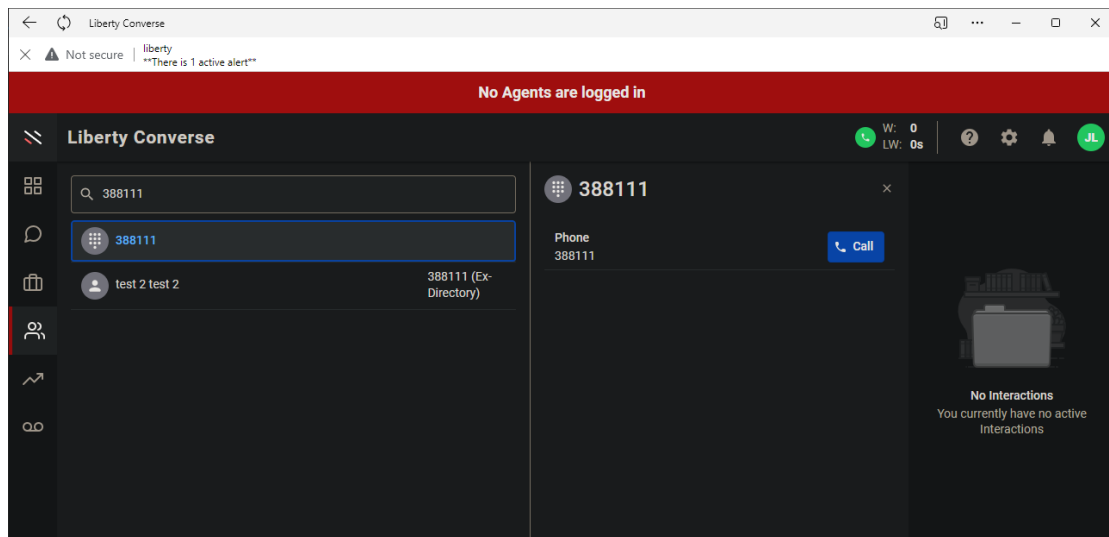 Liberty Converse
Not secure
liberty
**There is 1 active alert**
No Agents are logged in
Liberty Converse
W: 0
LW: 0s
JL
388111
388111
test 2 test 2
388111 (Ex-
Directory)
388111
Phone
388111
Call
No Interactions
You currently have no active
Interactions